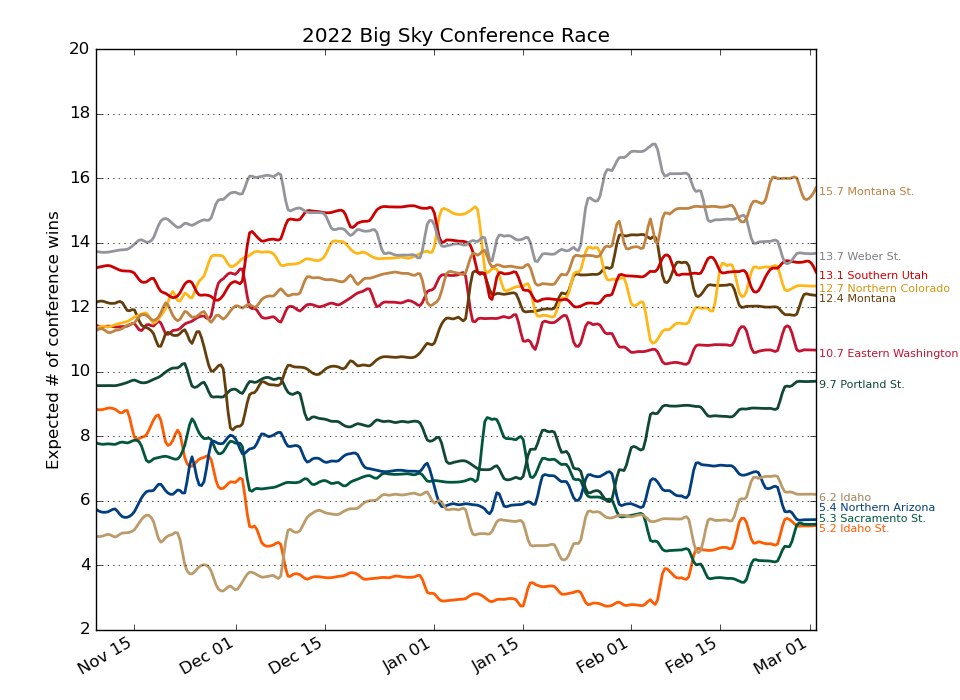 2022 Big Sky Conference Race
Expected # of conference wins
20
18
16
14
12
10
8
6
4
2
15.7 Montana St.
13.7 Weber St.
13.1 Southern Utah
12.7 Northern Colorado
12.4 Montana
10.7 Eastern Washington
9.7 Portland St.
6.2 Idaho
5.4 Northern Arizona
5.3 Sacramento St.
5.2 Idaho St.
Nov 15
Dec 01
Dec 15
Jan 01
Jan 15
Feb 01
Feb 15
Mar 01